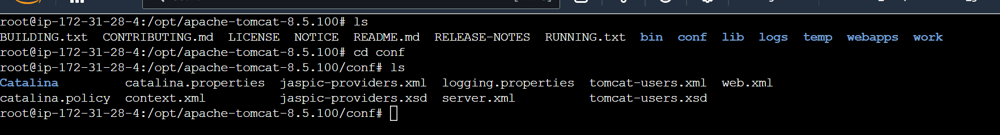 root@ip-172-31-28-4:/opt/apache-tomcat-8.5.100# ls
BUILDING.txt  CONTRIBUTING.md  LICENSE  NOTICE  README.md  RELEASE-NOTES  RUNNING.txt  bin  conf  lib  logs  temp  webapps  work
root@ip-172-31-28-4:/opt/apache-tomcat-8.5.100# cd conf
root@ip-172-31-28-4:/opt/apache-tomcat-8.5.100/conf# ls
Catalina         catalina.properties  jaspic-providers.xml  logging.properties  tomcat-users.xml  web.xml
catalina.policy  context.xml          jaspic-providers.xsd  server.xml          tomcat-users.xsd
root@ip-172-31-28-4:/opt/apache-tomcat-8.5.100/conf#